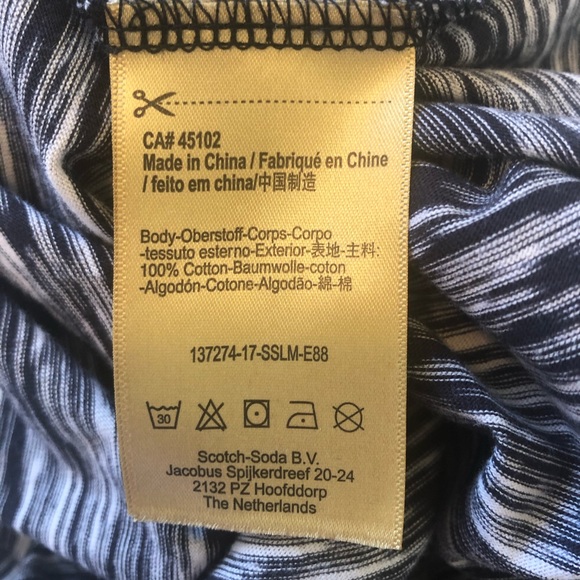 CA# 45102
Made in China / Fabriqué en Chine
/ feito em china/中国制造
Body-Oberstoff-Corps-Corpo
-tessuto esterno-Exterior-表地-主料:
100% Cotton-Baumwolle-coton
-Algodón-Cotone-Algodão-綿-棉
137274-17-SSLM-E88
30
Scotch-Soda B.V.
Jacobus Spijkerdreef 20-24
2132 PZ Hoofddorp
The Netherlands